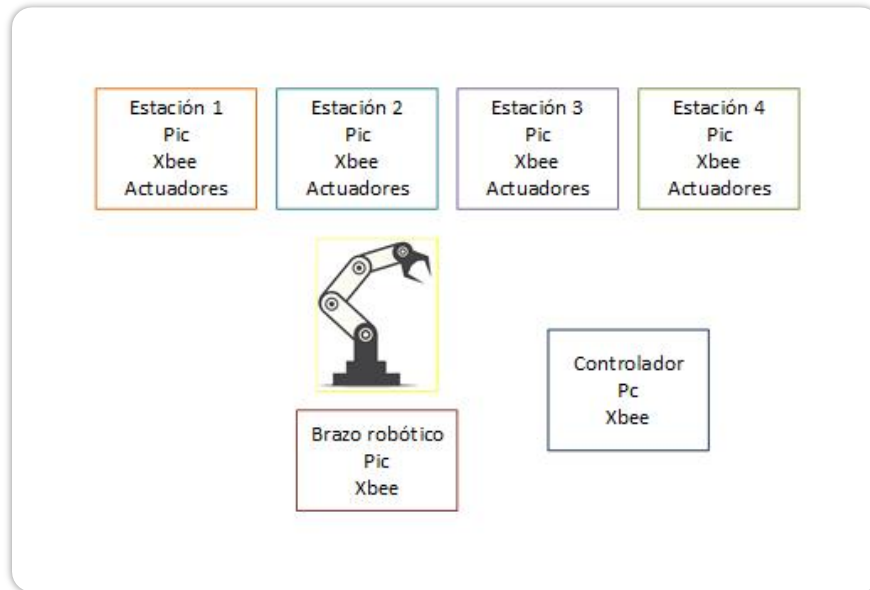 Estación 1
Pic
Xbee
Actuadores
Estación 2
Pic
Xbee
Actuadores
Estación 3
Pic
Xbee
Actuadores
Estación 4
Pic
Xbee
Actuadores
Brazo robótico
Pic
Xbee
Controlador
Pc
Xbee